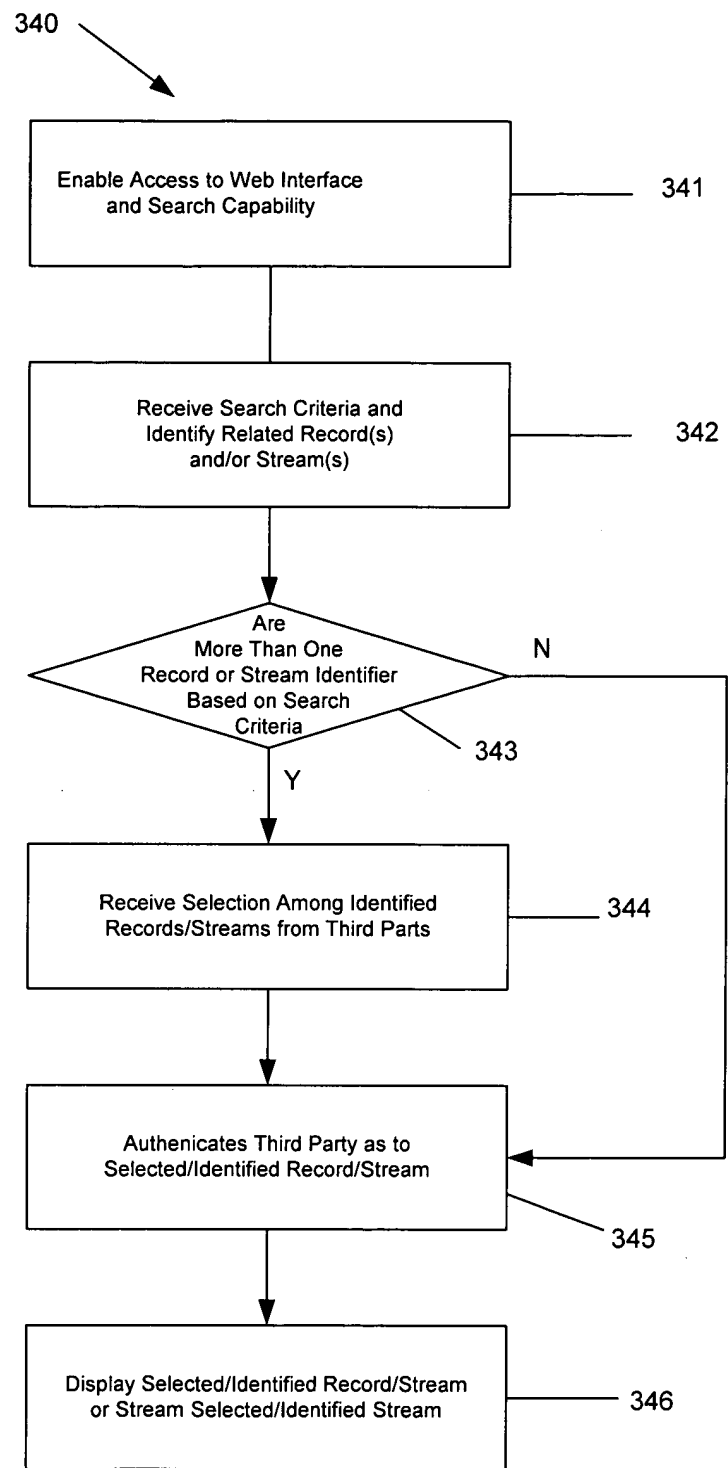 340
Enable Access to Web Interface
and Search Capability
341
Receive Search Criteria and
Identify Related Record(s)
and/or Stream(s)
342
Are
More Than One
Record or Stream Identifier
Based on Search
Criteria
N
343
Y
Receive Selection Among Identified
Records/Streams from Third Parts
344
Authenicates Third Party as to
Selected/Identified Record/Stream
345
Display Selected/Identified Record/Stream
or Stream Selected/Identified Stream
346